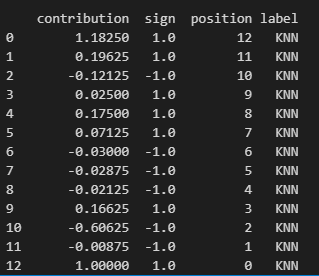 contribution sign position label
0 1.18250 1.0 12 KNN
1 0.19625 1.0 11 KNN
2 -0.12125 -1.0 10 KNN
3 0.02500 1.0 9 KNN
4 0.17500 1.0 8 KNN
5 0.07125 1.0 7 KNN
6 -0.03000 -1.0 6 KNN
7 -0.02875 -1.0 5 KNN
8 -0.02125 -1.0 4 KNN
9 0.16625 1.0 3 KNN
10 -0.60625 -1.0 2 KNN
11 -0.00875 -1.0 1 KNN
12 1.00000 1.0 0 KNN